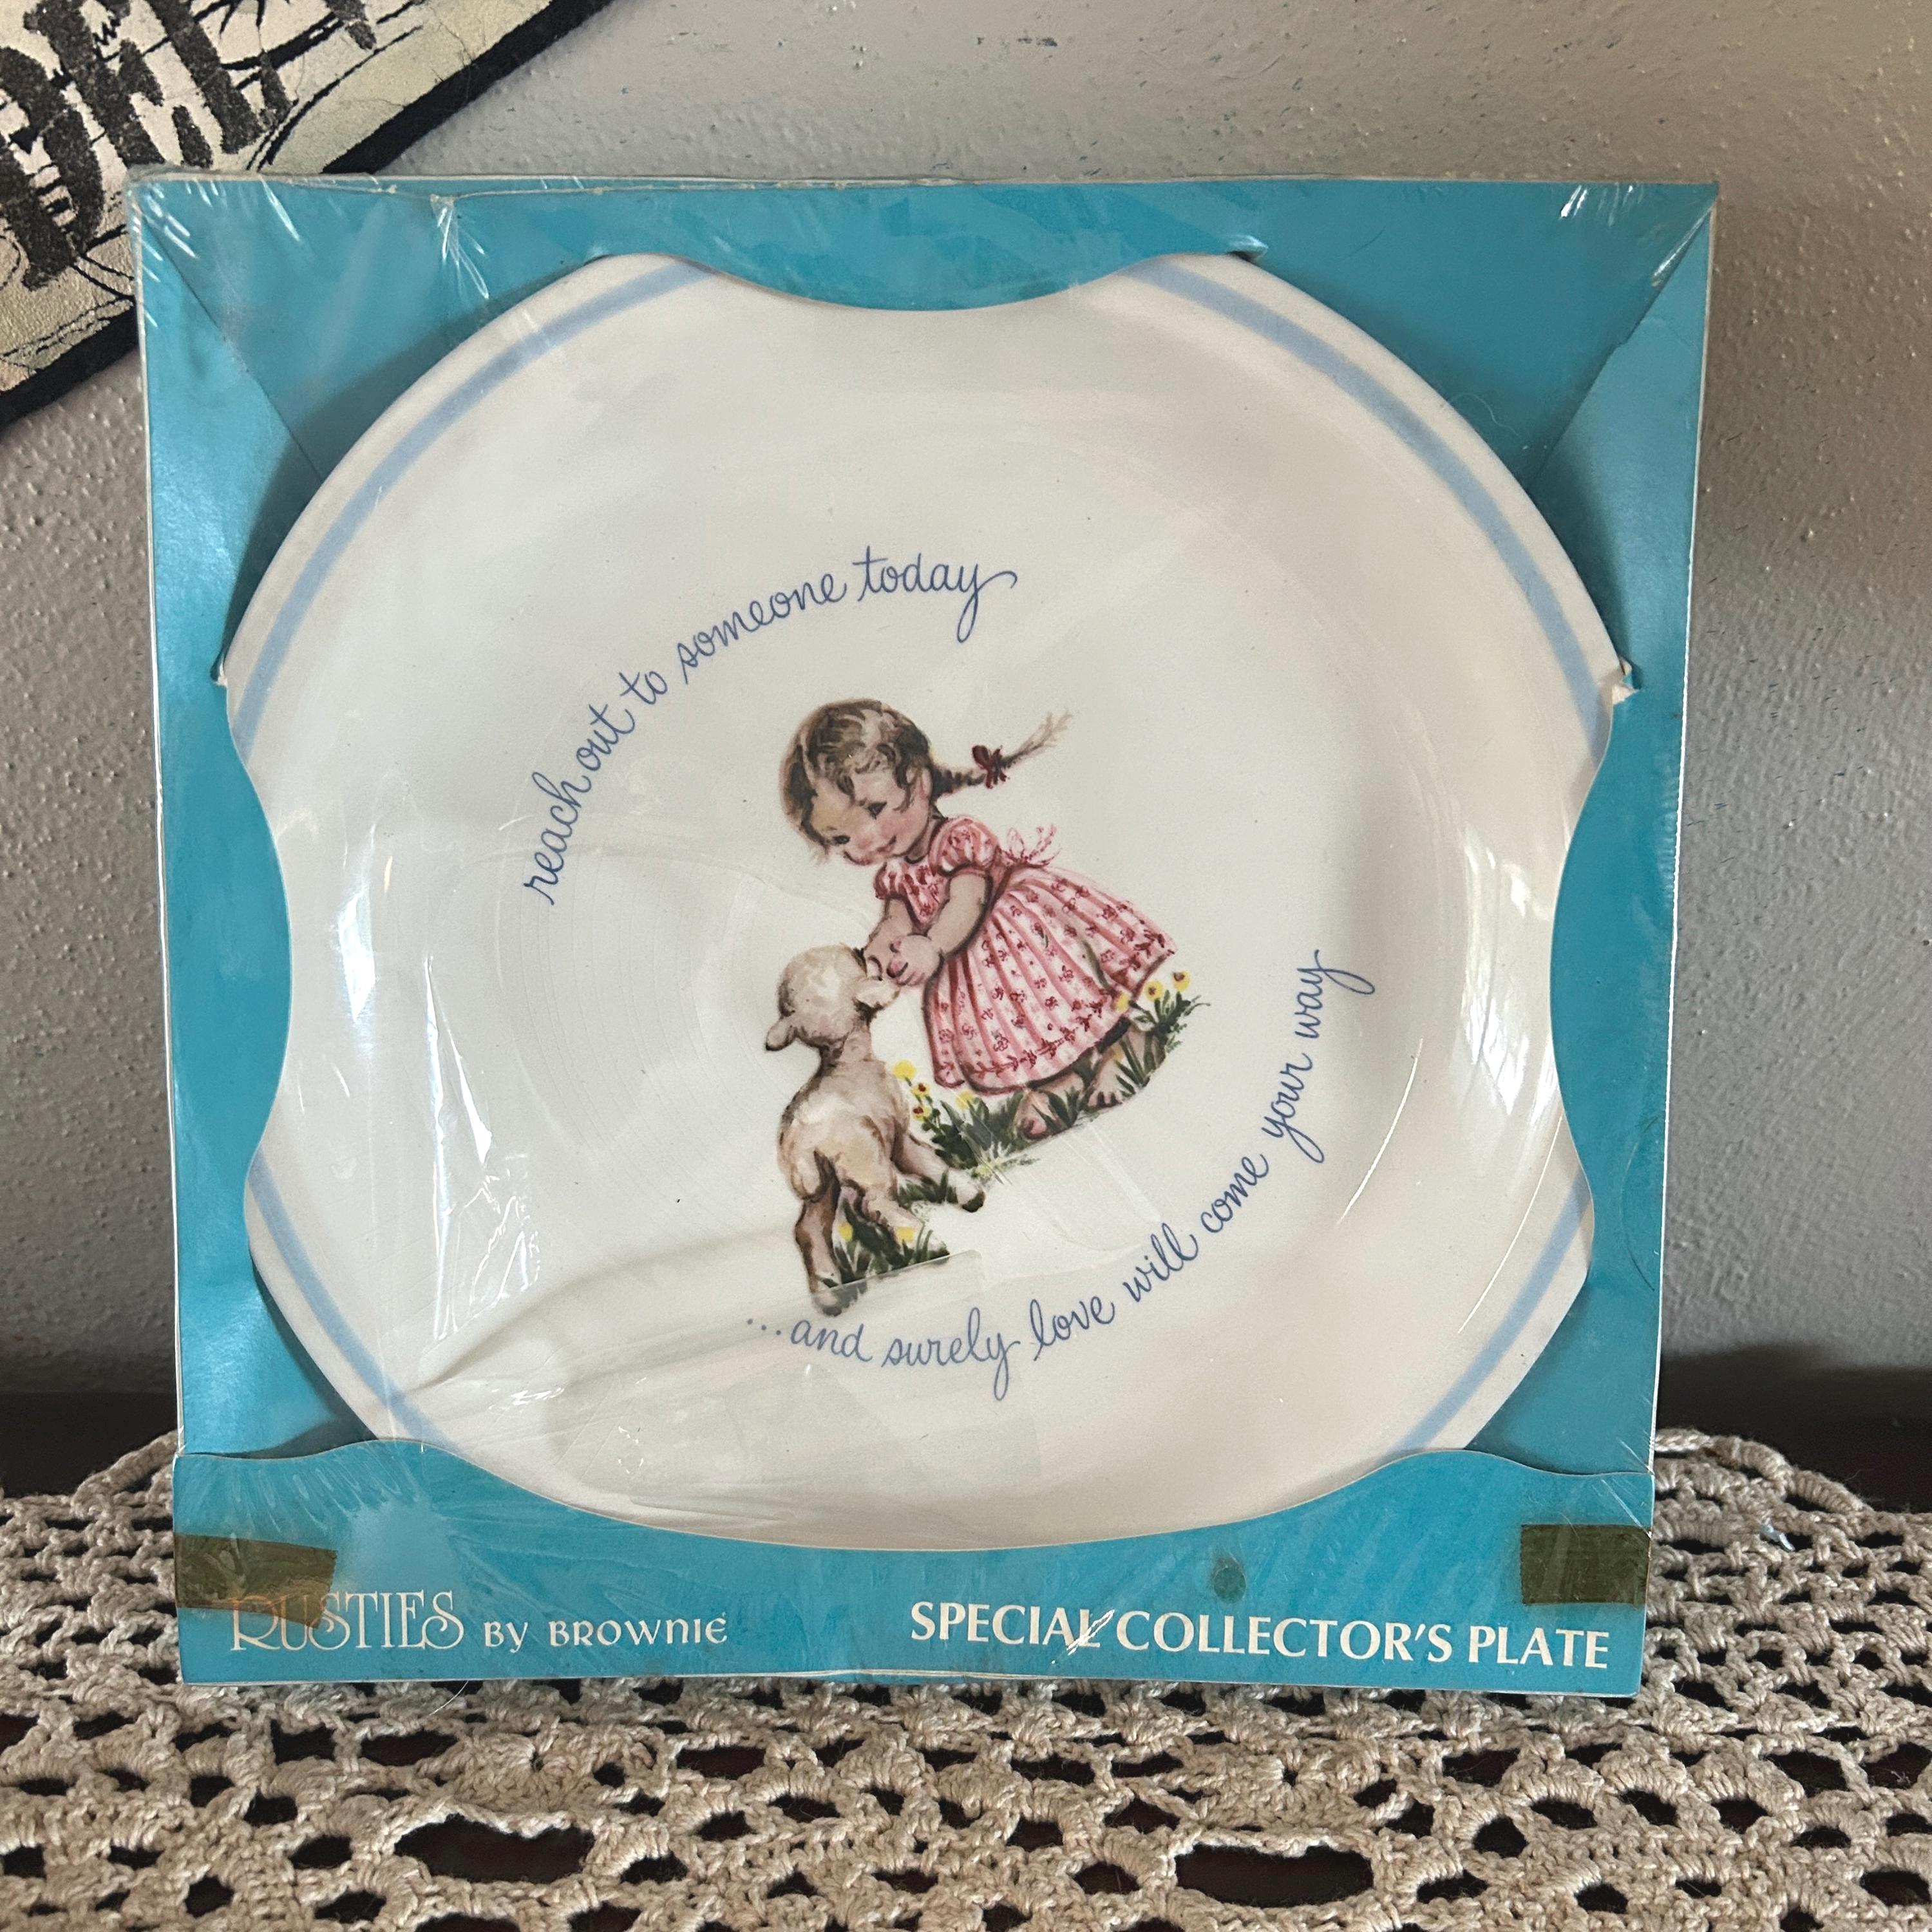 reach out to someone today
...and surely love will come your way
RUSTIES BY BROWNIE
SPECIAL COLLECTOR'S PLATE